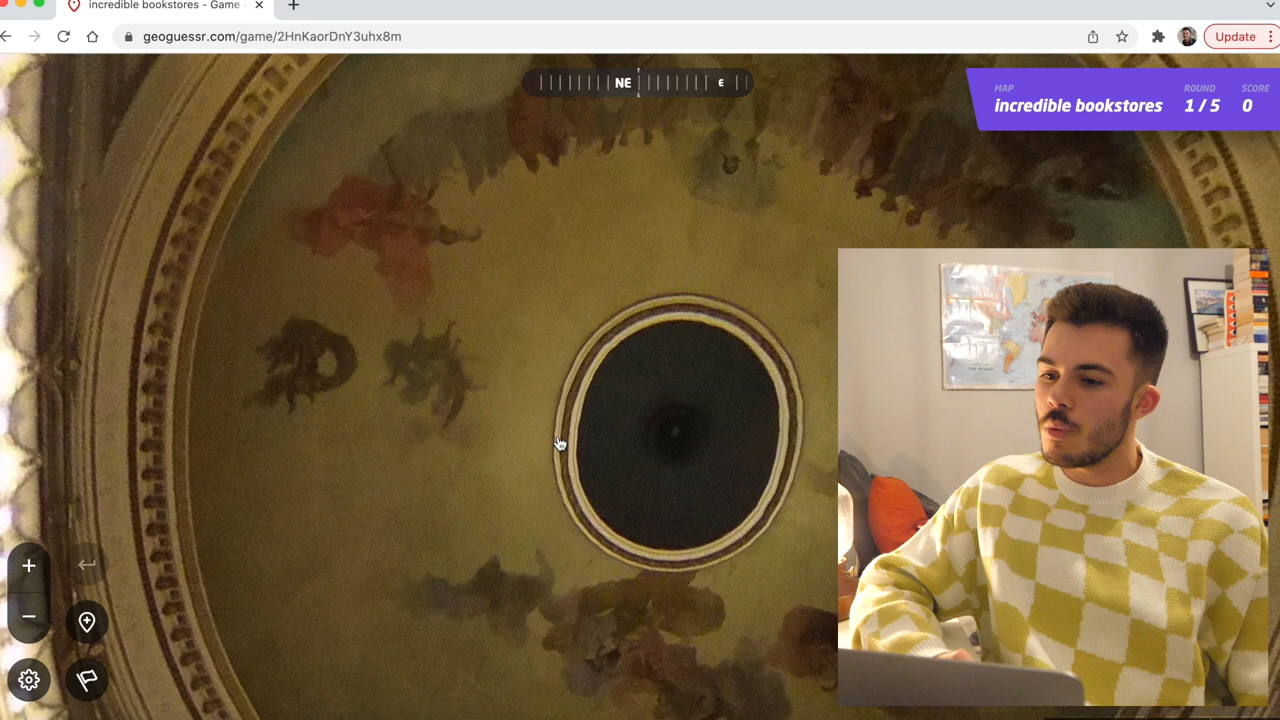 incredible bookstores - Game
geoguessr.com/game/2HnKaorDnY3uhx8m
Update
NE
E
MAP
incredible bookstores
ROUND
1 / 5
SCORE
0